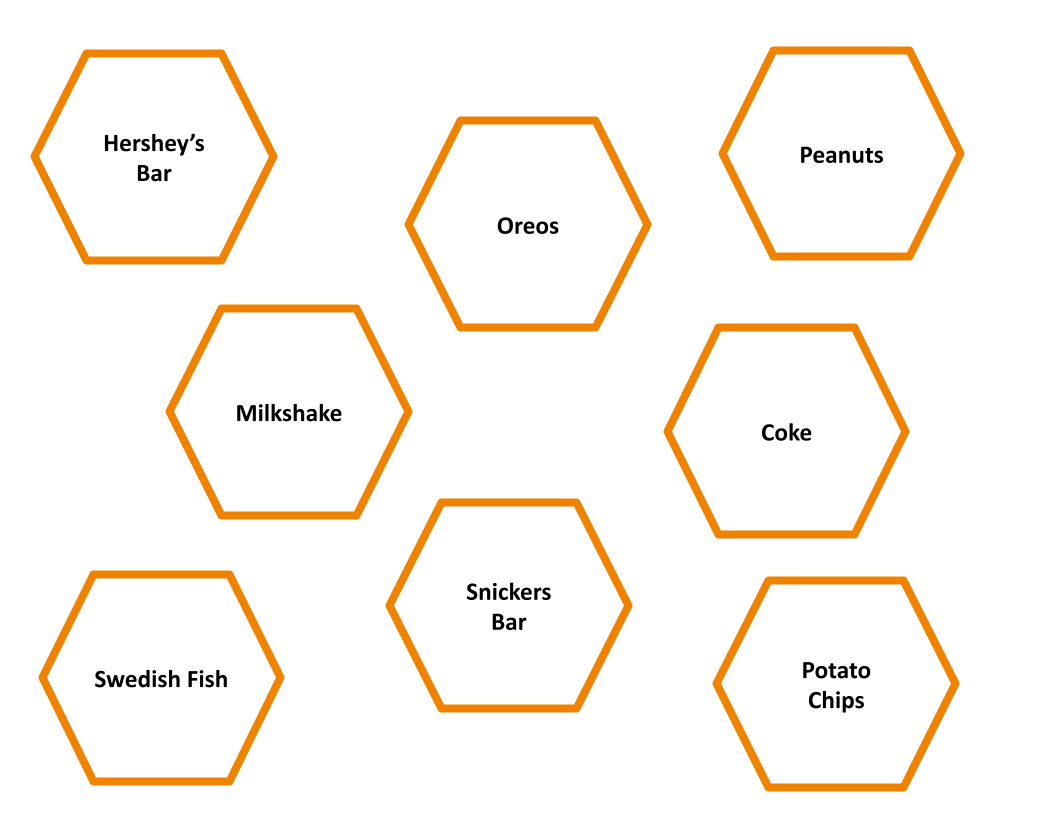 Hershey’s
Bar
Oreos
Peanuts
Milkshake
Coke
Snickers
Bar
Swedish Fish
Potato
Chips